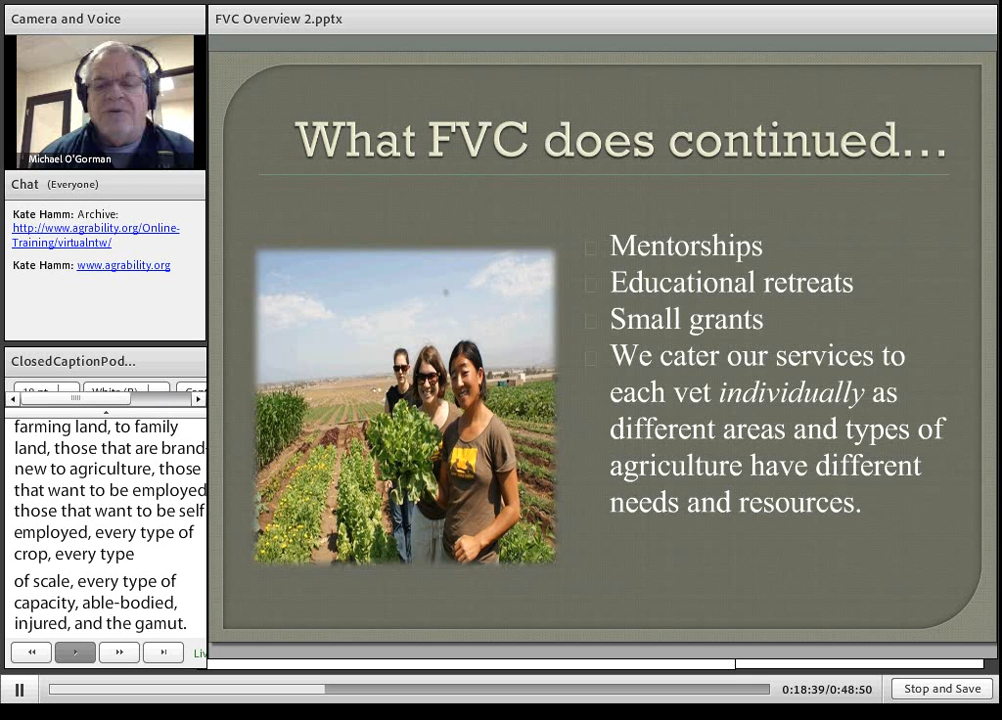 Camera and Voice
Michael O'Gorman
Chat (Everyone)
Kate Hamm: Archive:
http://www.agrability.org/Online-
Training/virtualntw/
Kate Hamm: www.agrability.org
ClosedCaptionPod...
farming land, to family
land, those that are brand-
new to agriculture, those
that want to be employed
those that want to be self
employed, every type of
crop, every type
of scale, every type of
capacity, able-bodied,
injured, and the gamut.
FVC Overview 2.pptx
What FVC does continued...
Mentorships
Educational retreats
Small grants
We cater our services to
each vet individually as
different areas and types of
agriculture have different
needs and resources.
0:18:39/0:48:50
Stop and Save